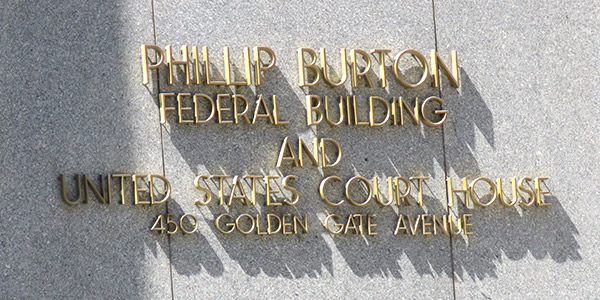 PHILLIP BURTON
FEDERAL BUILDING
AND
UNITED STATES COURT HOUSE
450 GOLDEN GATE AVENUE